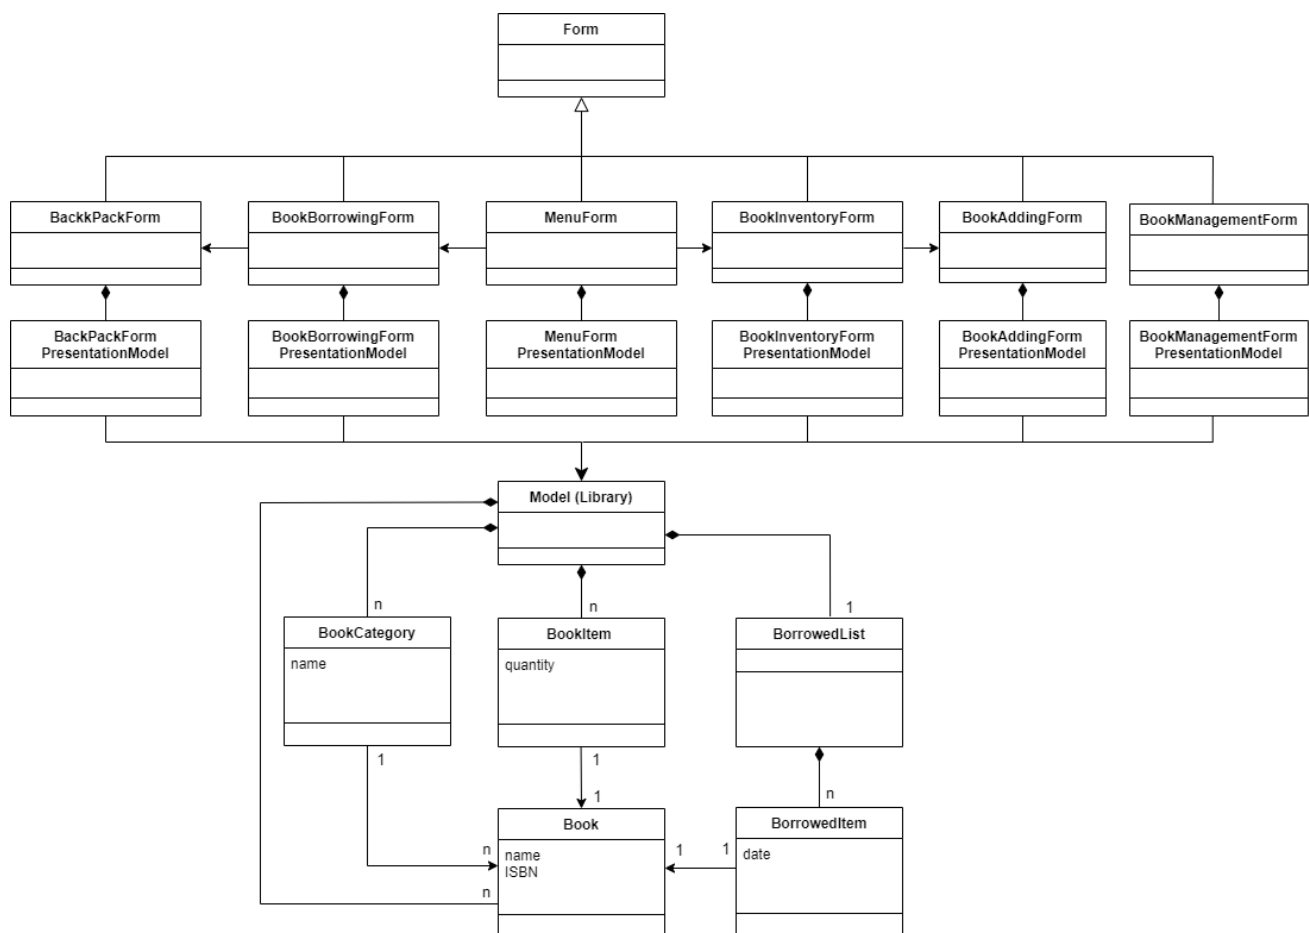 Form
BackkPackForm
BookBorrowingForm
MenuForm
BookInventoryForm
BookAddingForm
BookManagementForm
BackPackForm
PresentationModel
BookBorrowingForm
PresentationModel
MenuForm
PresentationModel
BookInventoryForm
PresentationModel
BookAddingForm
PresentationModel
BookManagementForm
PresentationModel
Model (Library)
n
n
1
BookCategory
name
BookItem
quantity
BorrowedList
1
1
n
1
Book
name
ISBN
BorrowedItem
date
n
n
1
1